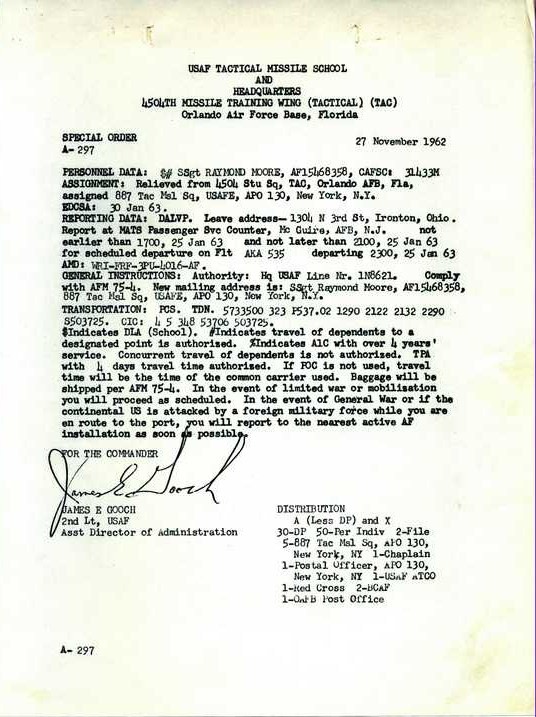 USAF TACTICAL MISSILE SCHOOL
AND
HEADQUARTERS
4504TH MISSILE TRAINING WING (TACTICAL) (TAC)
Orlando Air Force Base, Florida
SPECIAL ORDER
A- 297
27 November 1962
PERSONNEL DATA: $# SSgt RAYMOND MOORE, AF15468358, CAFSC: 31433M
ASSIGNMENT: Relieved from 4504 Stu Sq, TAC, Orlando AFB, Fla,
assigned 887 Tac Msl Sq, USAFE, APO 130, New York, N.Y.
EDCSA: 30 Jan 63.
REPORTING DATA: DALVP. Leave address- 1304 N 3rd St, Ironton, Ohio.
Report at MATS Passenger Svc Counter, Mc Guire, AFB, N.J. not
earlier than 1700, 25 Jan 63 and not later than 2100, 25 Jan 63
for scheduled departure on Flt AKA 535 departing 2300, 25 Jan 63
AMD: WRI-FRF-3PU-4016-AF.
GENERAL INSTRUCTIONS: Authority: Hq USAF Line Nr. 1N8621. Comply
with AFM 75-4. New mailing address is: SSgt Raymond Moore, AF15468358,
887 Tac Msl Sq, USAFE, APO 130, New York, N.Y.
TRANSPORTATION: PCS. TDN. 5733500 323 P537.02 1290 2122 2132 2290
S503725. CIC: 4 5 348 53706 503725.
$Indicates DLA (School). #Indicates travel of dependents to a
designated point is authorized. %Indicates A1C with over 4 years'
service. Concurrent travel of dependents is not authorized. TPA
with 4 days travel time authorized. If POC is not used, travel
time will be the time of the common carrier used. Baggage will be
shipped per AFM 75-4. In the event of limited war or mobilization
you will proceed as scheduled. In the event of General War or if the
continental US is attacked by a foreign military force while you are
en route to the port, you will report to the nearest active AF
installation as soon as possible.
FOR THE COMMANDER
James E Gooch
JAMES E GOOCH
2nd Lt, USAF
Asst Director of Administration
DISTRIBUTION
A (Less DP) and X
30-DP 50-Per Indiv 2-File
5-887 Tac Msl Sq, APO 130,
New York, NY 1-Chaplain
1-Postal Officer, APO 130,
New York, NY 1-USAF ATCO
1-Red Cross 2-BCAF
1-OAFB Post Office
A- 297